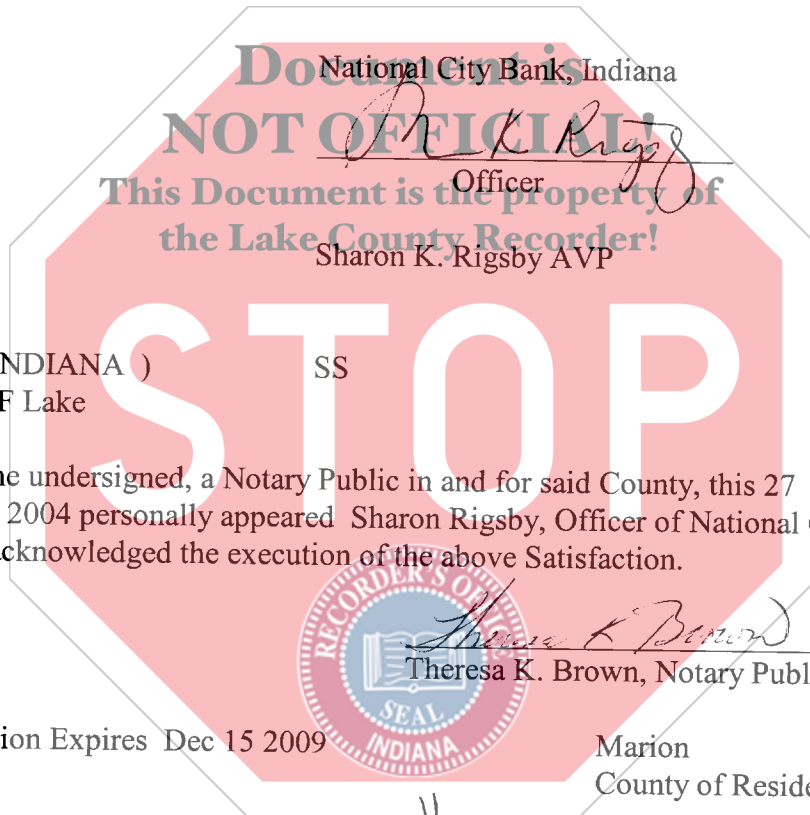 Document is
National City Bank, Indiana
NOT OFFICIAL!
Officer
This Document is the property of
the Lake County Recorder!
Sharon K. Rigsby AVP
STOP
NDIANA ) SS
F Lake
ne undersigned, a Notary Public in and for said County, this 27
2004 personally appeared Sharon Rigsby, Officer of National
cknowledged the execution of the above Satisfaction.
RECORDER'S OFFICE
Theresa K Brown
Theresa K. Brown, Notary Publ
SEAL
INDIANA
ion Expires Dec 15 2009
Marion
County of Reside